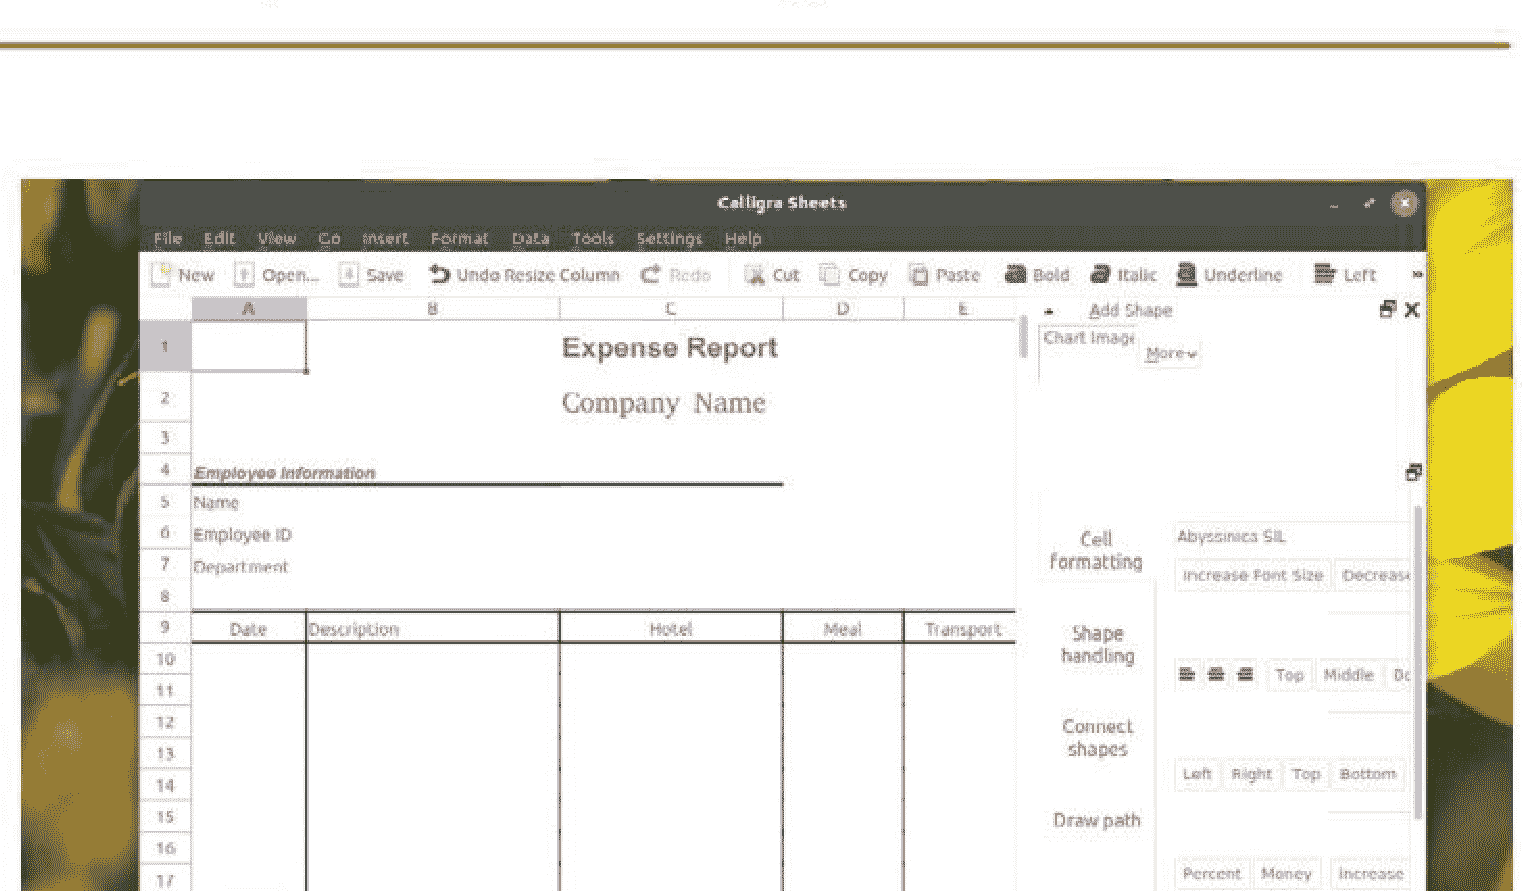 Calligra Sheets
File Edit View Go Insert Format Data Tools Settings Help
New Open... Save Undo Resize Column Redo Cut Copy Paste Bold Italic Underline Left »
A B C D E
Add Shape
Chart Image
More
1 Expense Report
2 Company Name
3
4 Employee Information
5 Name
6 Employee ID
7 Department
8
9 Date Description Hotel Meal Transport
10
11
12
13
14
15
16
17
Cell
formatting
Shape
handling
Connect
shapes
Draw path
Abyssinica SIL
Increase Font Size Decrease
Top Middle
Left Right Top Bottom
Percent Money Increase